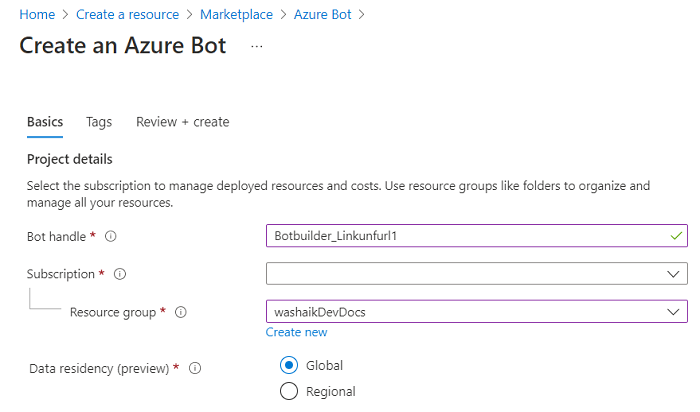 Home > Create a resource > Marketplace > Azure Bot >
Create an Azure Bot ...
Basics Tags Review + create
Project details
Select the subscription to manage deployed resources and costs. Use resource groups like folders to organize and
manage all your resources.
Bot handle * Botbuilder_Linkunfurl1
Subscription *
Resource group * washaikDevDocs
Create new
Data residency (preview) * Global
Regional